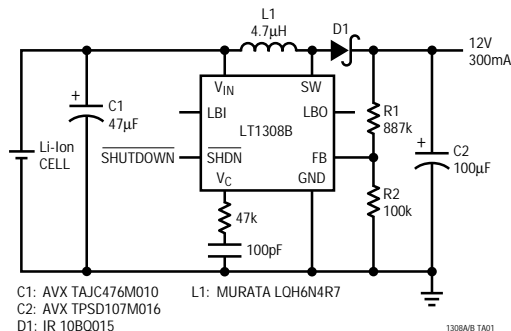 L1
4.7µH
D1
12V
300mA
VIN
SW
+
C1
47µF
LBI
LBO
LT1308B
R1
887k
Li-Ion
CELL
SHUTDOWN
SHDN
FB
+
C2
100µF
VC
GND
R2
100k
47k
100pF
C1: AVX TAJC476M010
C2: AVX TPSD107M016
D1: IR 10BQ015
L1: MURATA LQH6N4R7
1308A/B TA01